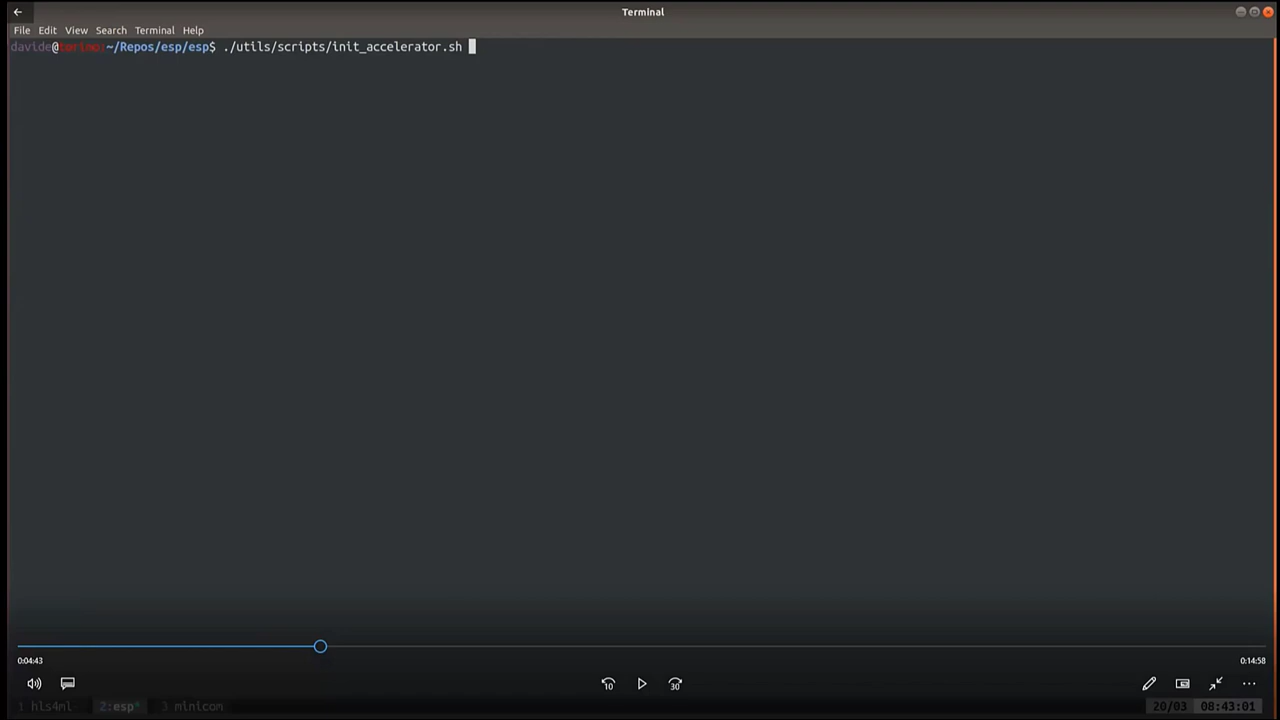 Terminal
File Edit View Search Terminal Help
davide@torino:~/Repos/esp/esp$ ./utils/scripts/init_accelerator.sh
0:04:43
0:14:58
10
30
1 hls4ml 2:esp* 3 minicom 20/03 08:43:01